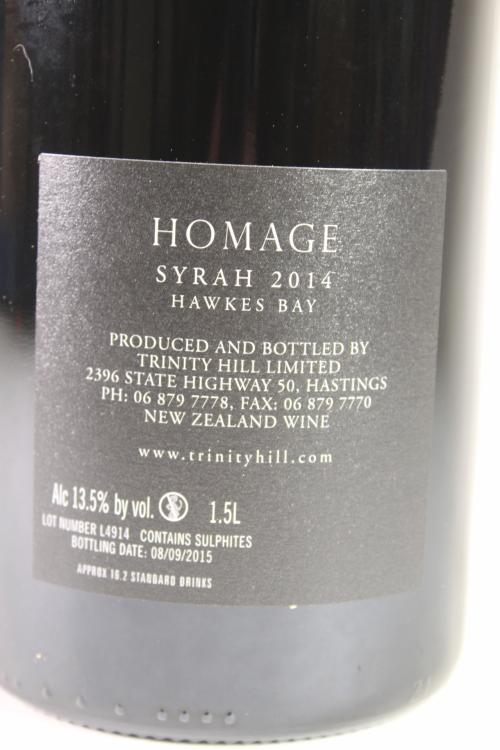 HOMAGE
SYRAH 2014
HAWKES BAY
PRODUCED AND BOTTLED BY
TRINITY HILL LIMITED
2396 STATE HIGHWAY 50, HASTINGS
PH: 06 879 7778, FAX: 06 879 7770
NEW ZEALAND WINE
www.trinityhill.com
Alc 13.5% by vol. 1.5L
LOT NUMBER L4914 CONTAINS SULPHITES
BOTTLING DATE: 08/09/2015
APPROX 16.2 STANDARD DRINKS